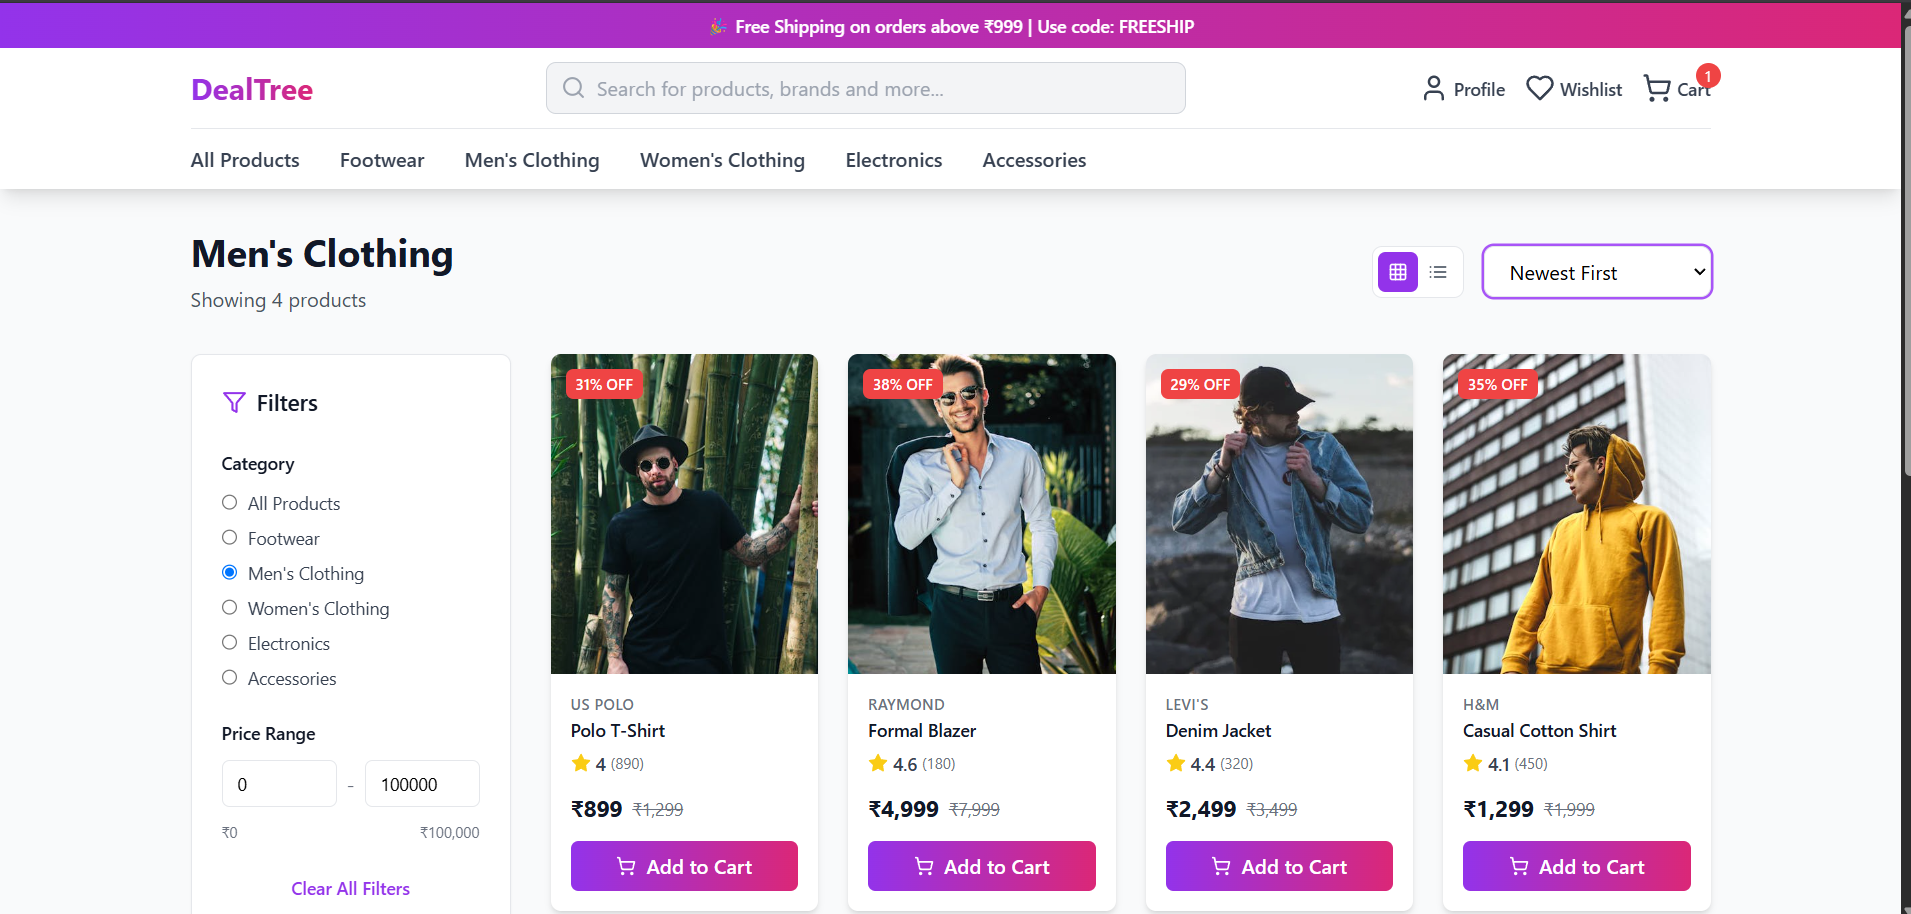 🎉 Free Shipping on orders above ₹999 | Use code: FREESHIP
DealTree
Search for products, brands and more...
Profile
Wishlist
Cart
1
All Products
Footwear
Men's Clothing
Women's Clothing
Electronics
Accessories
Men's Clothing
Showing 4 products
Newest First
Filters
Category
All Products
Footwear
Men's Clothing
Women's Clothing
Electronics
Accessories
Price Range
0 - 100000
₹0 ₹100,000
Clear All Filters
31% OFF
US POLO
Polo T-Shirt
4 (890)
₹899 ₹1,299
Add to Cart
38% OFF
RAYMOND
Formal Blazer
4.6 (180)
₹4,999 ₹7,999
Add to Cart
29% OFF
LEVI'S
Denim Jacket
4.4 (320)
₹2,499 ₹3,499
Add to Cart
35% OFF
H&M
Casual Cotton Shirt
4.1 (450)
₹1,299 ₹1,999
Add to Cart